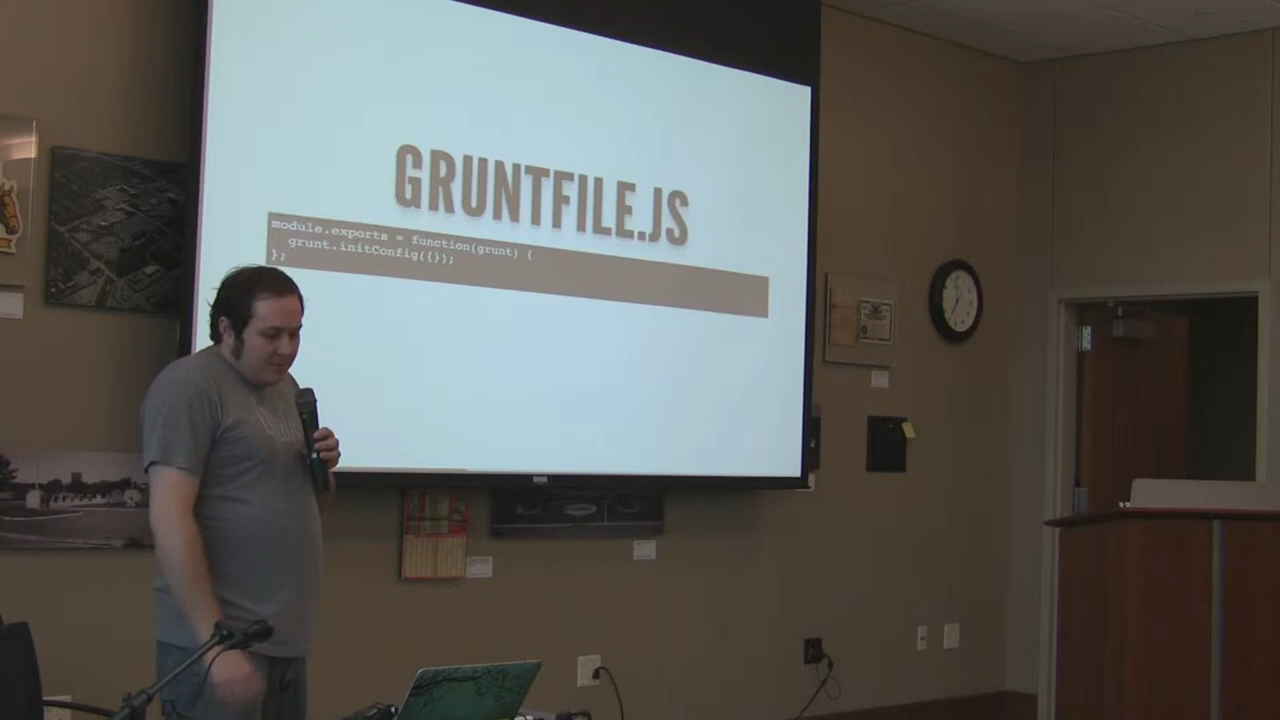 GRUNTFILE.JS
module.exports = function(grunt) {
  grunt.initConfig({});
};